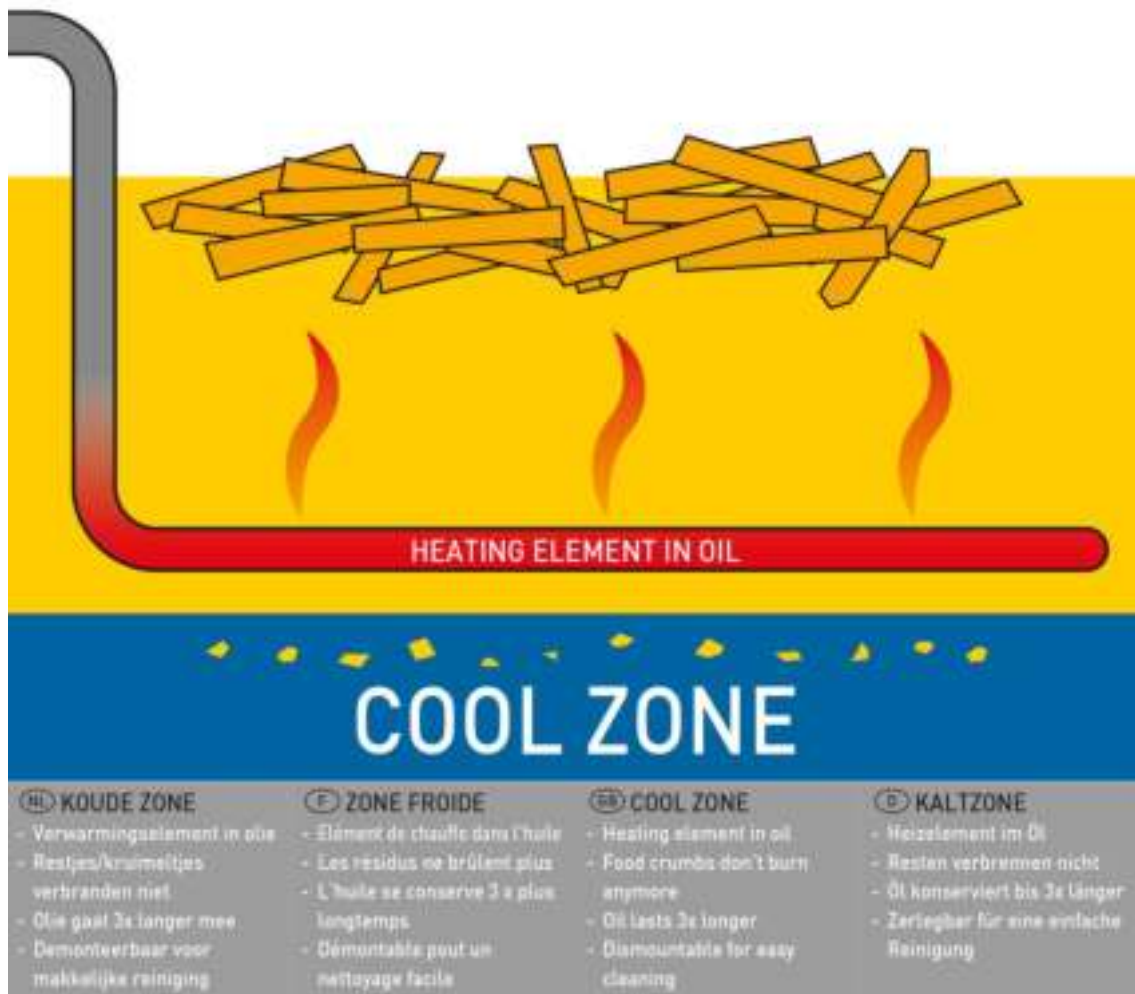 HEATING ELEMENT IN OIL
COOL ZONE
NL KOUDE ZONE
- Verwarmingselement in olie
- Restjes/kruimeltjes
verbranden niet
- Olie gaat 3x langer mee
- Demonteerbaar voor
makkelijke reiniging
F ZONE FROIDE
- Elément de chauffe dans l'huile
- Les résidus ne brûlent plus
- L'huile se conserve 3 x plus
longtemps
- Démontable pout un
nettoyage facile
GB COOL ZONE
- Heating element in oil
- Food crumbs don't burn
anymore
- Oil lasts 3x longer
- Dismountable for easy
cleaning
D KALTZONE
- Heizelement im Öl
- Resten verbrennen nicht
- Öl konserviert bis 3x länger
- Zerlegbar für eine einfache
Reinigung